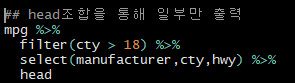 ## head조합을 통해 일부만 출력
mpg %>%
  filter(cty > 18) %>%
  select(manufacturer,cty,hwy) %>%
  head